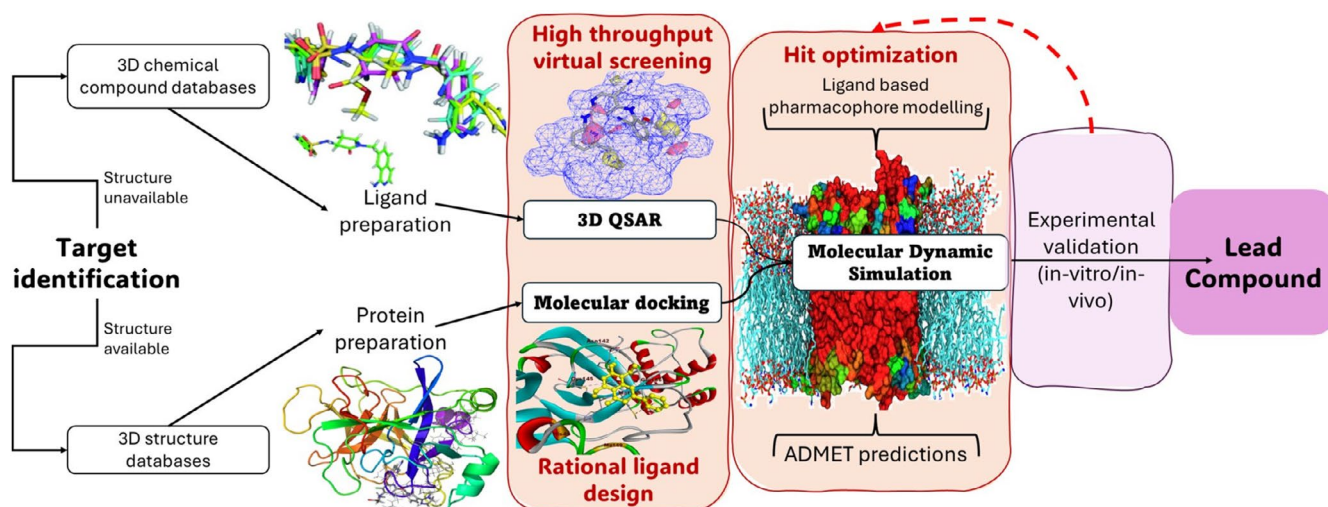 3D chemical
compound databases
Structure
unavailable
Target
identification
Structure
available
3D structure
databases
Ligand
preparation
Protein
preparation
High throughput
virtual screening
3D QSAR
Molecular docking
Rational ligand
design
Hit optimization
Ligand based
pharmacophore modelling
Molecular Dynamic
Simulation
ADMET predictions
Experimental
validation
(in-vitro/in-
vivo)
Lead
Compound